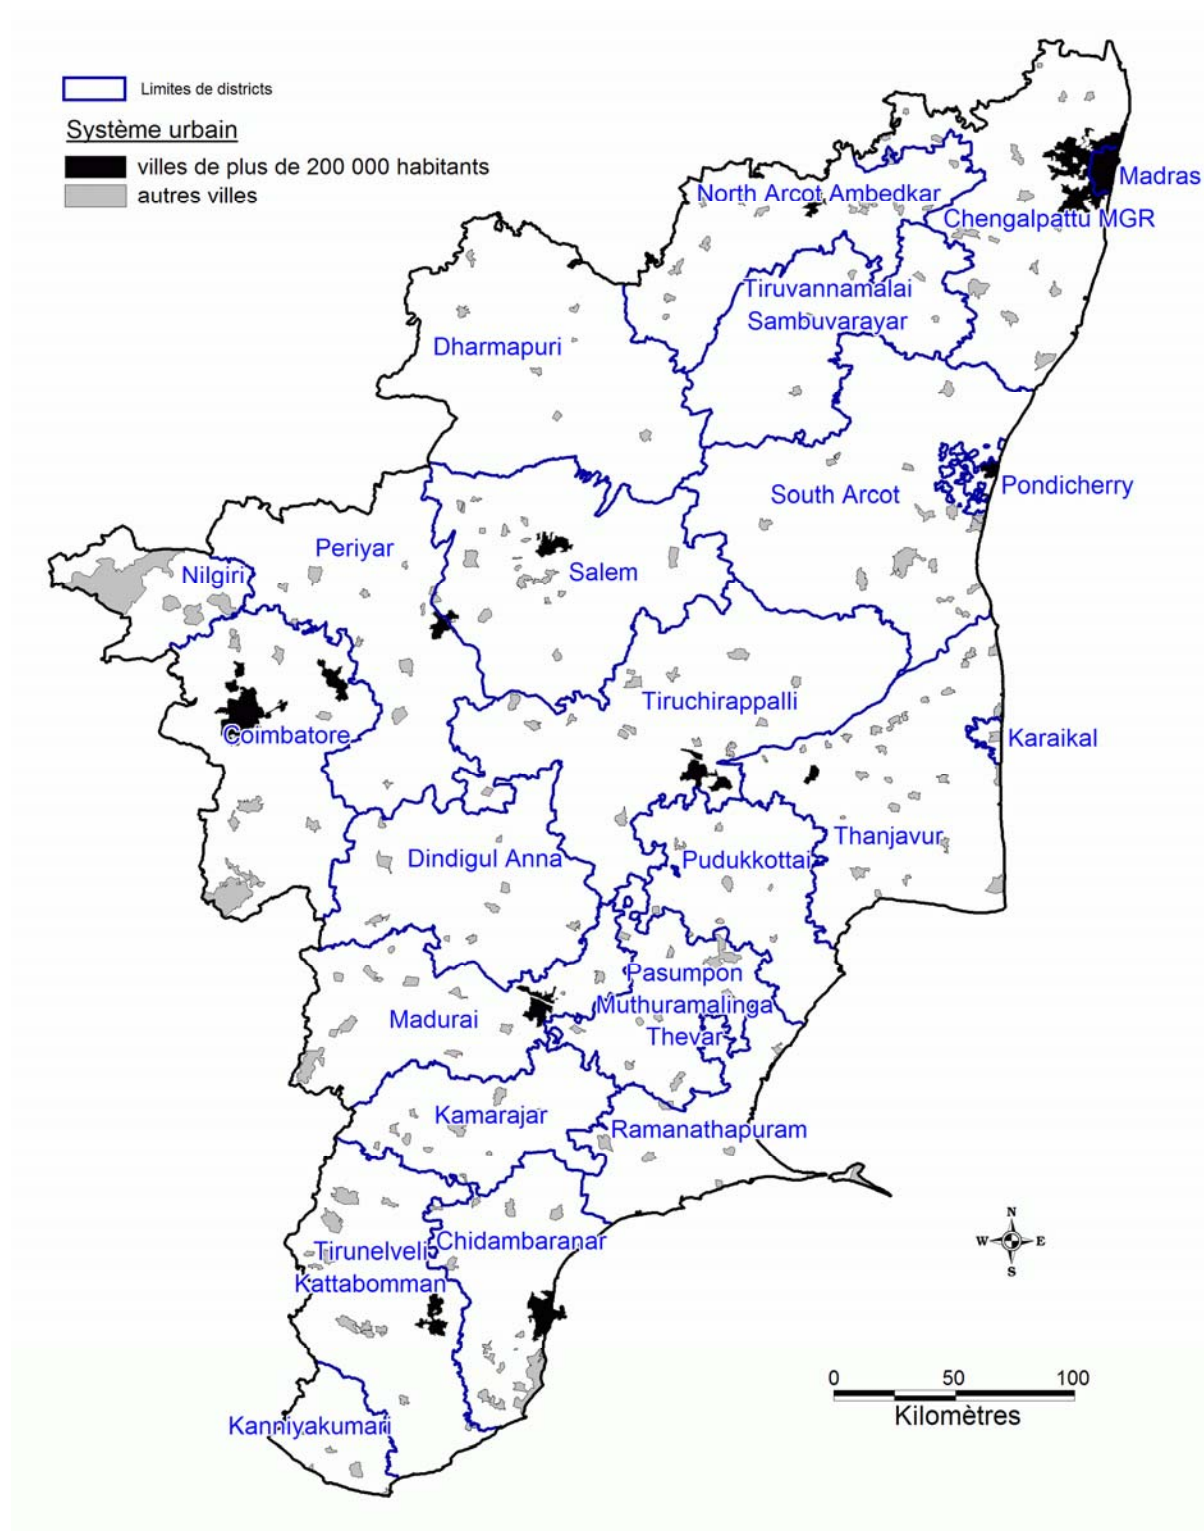 Limites de districts
Système urbain
villes de plus de 200 000 habitants
autres villes
Madras
North Arcot Ambedkar
Chengalpattu MGR
Tiruvannamalai
Sambuvarayar
Dharmapuri
Pondicherry
South Arcot
Periyar
Nilgiri
Salem
Tiruchirappalli
Coimbatore
Karaikal
Thanjavur
Dindigul Anna
Pudukkottai
Pasumpon
Muthuramalinga
Thevar
Madurai
Kamarajar
Ramanathapuram
Chidambaranar
Tirunelveli
Kattabomman
Kanniyakumari
N
W E
S
0 50 100
Kilomètres